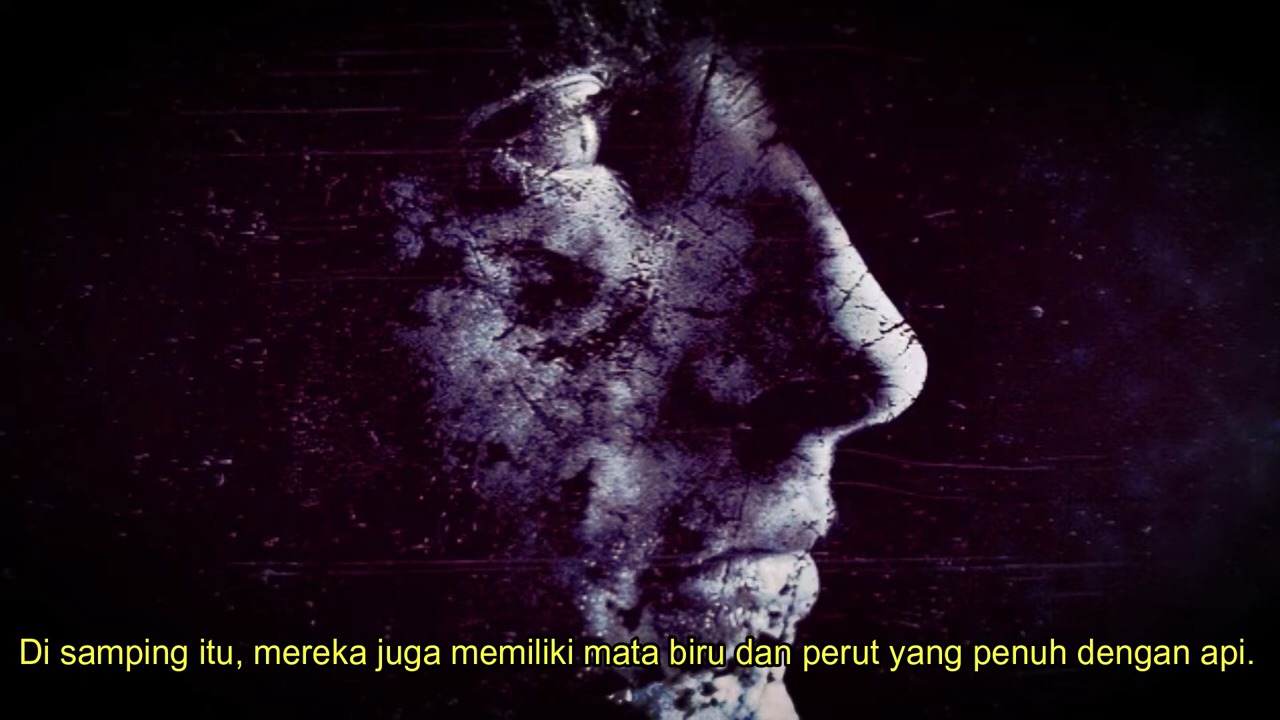 Di samping itu, mereka juga memiliki mata biru dan perut yang penuh dengan api.